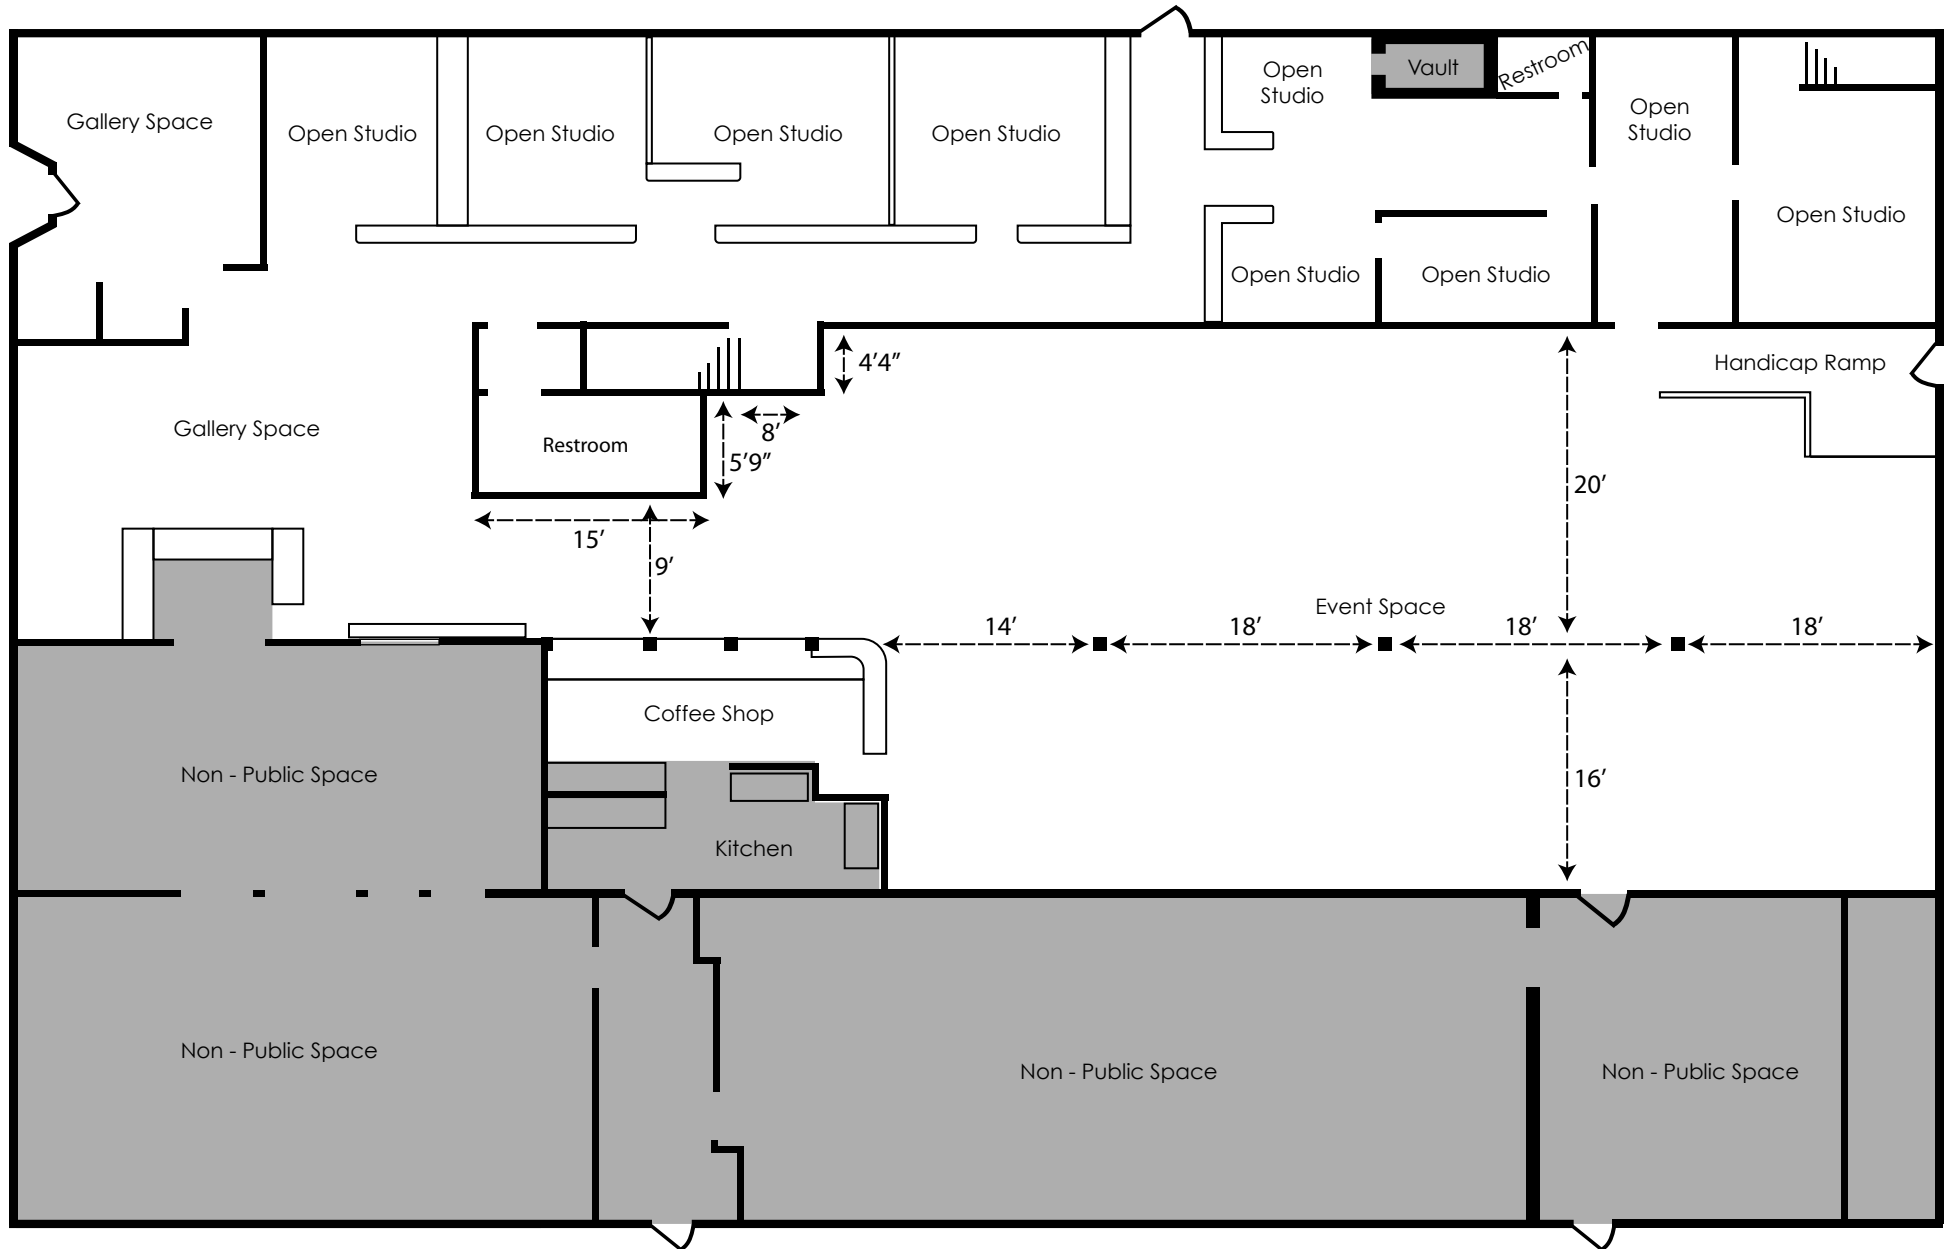 Open
Studio
Vault
Restroom
Gallery Space
Open Studio
Open Studio
Open Studio
Open Studio
Open
Studio
Open Studio
Open Studio
Open Studio
4’4”
Handicap Ramp
Gallery Space
8’
Restroom
5’9”
20’
15’
9’
Event Space
14’
18’
18’
18’
Coffee Shop
Non - Public Space
16’
Kitchen
Non - Public Space
Non - Public Space
Non - Public Space